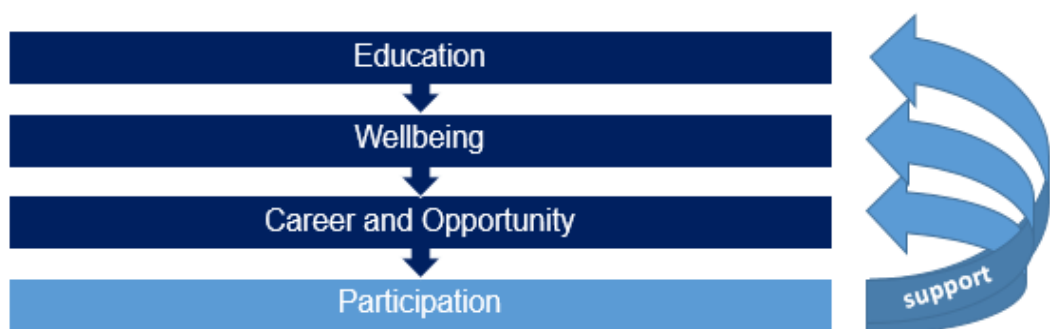 Education
Wellbeing
Career and Opportunity
Participation
support